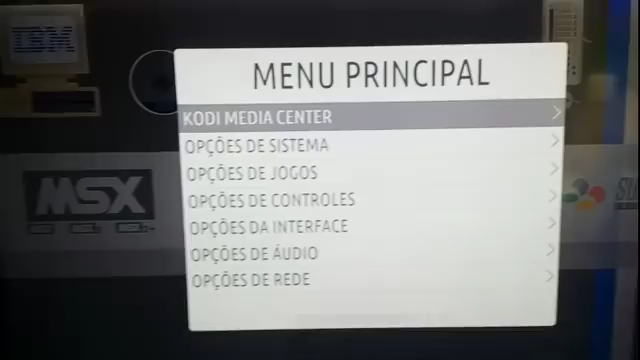 IBM
MENU PRINCIPAL
KODI MEDIA CENTER
OPÇÕES DE SISTEMA
OPÇÕES DE JOGOS
OPÇÕES DE CONTROLES
OPÇÕES DA INTERFACE
OPÇÕES DE ÁUDIO
OPÇÕES DE REDE
MSX